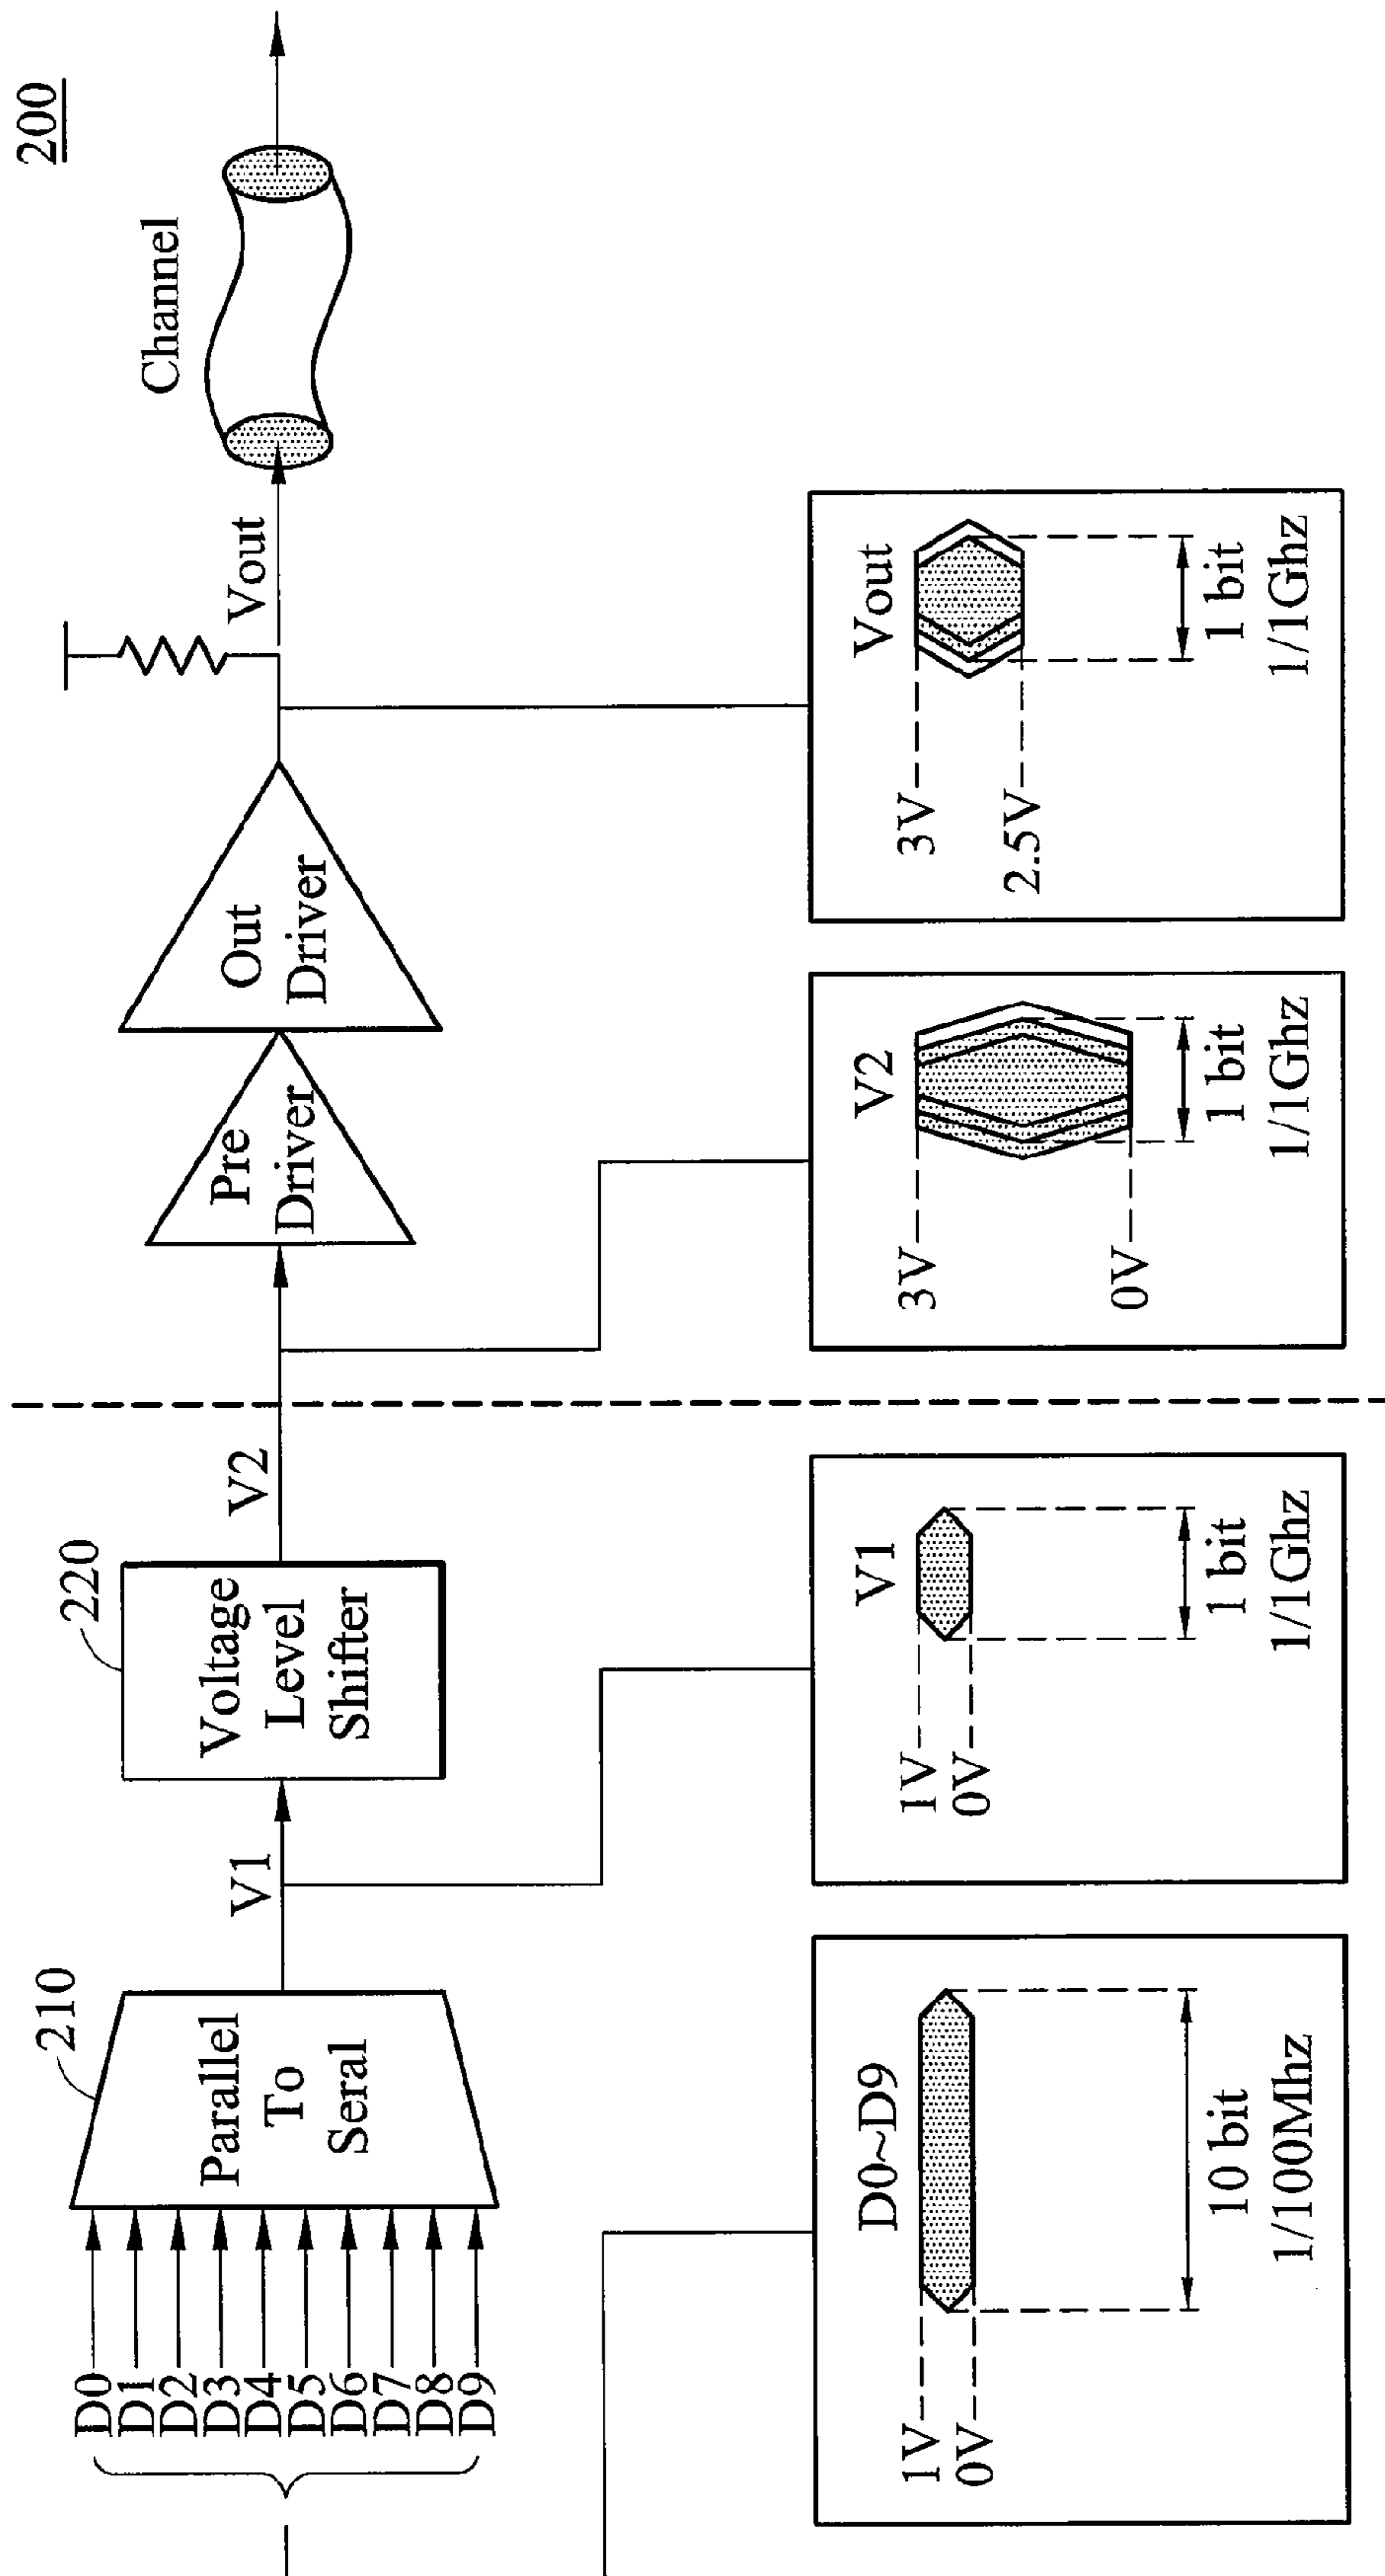 200
D0
D1
D2
D3
D4
D5
D6
D7
D8
D9
210
Parallel
To
Seral
V1
220
Voltage
Level
Shifter
V2
Pre
Driver
Out
Driver
Vout
Channel
D0~D9
1V
0V
10 bit
1/100Mhz
V1
1V
0V
1 bit
1/1Ghz
V2
3V
0V
1 bit
1/1Ghz
Vout
3V
2.5V
1 bit
1/1Ghz